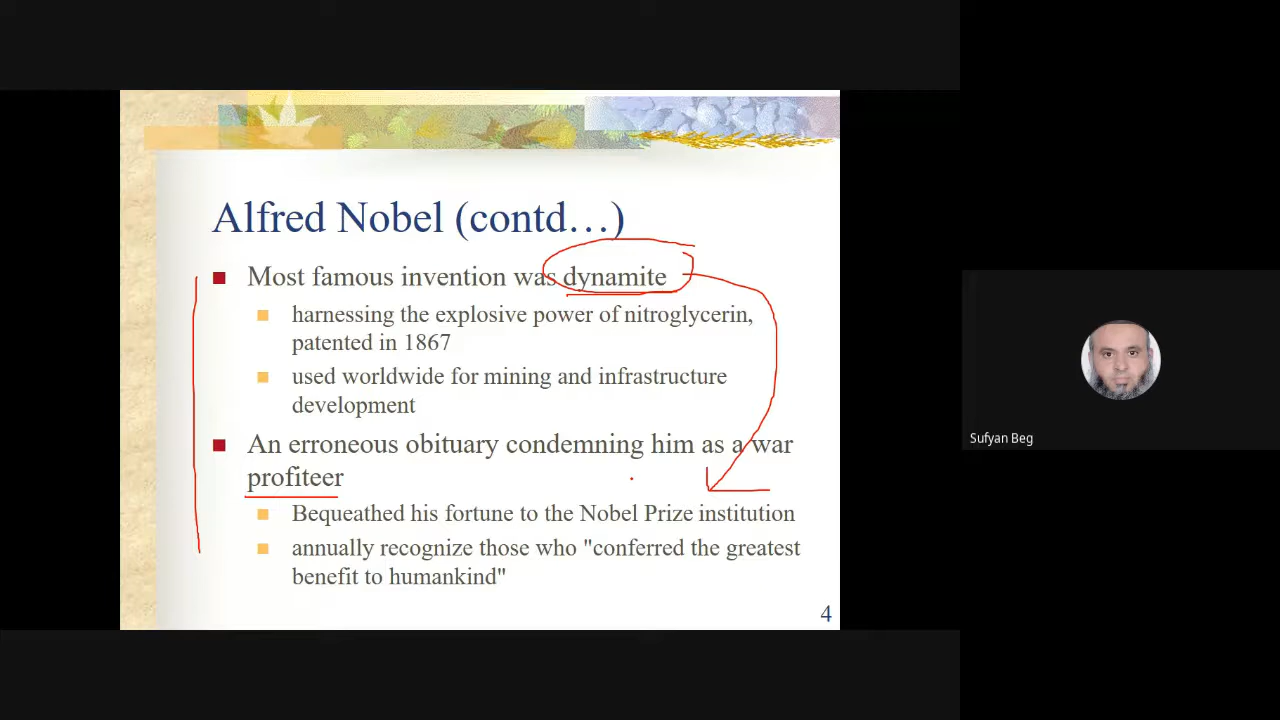 Alfred Nobel (contd…)
Most famous invention was dynamite
harnessing the explosive power of nitroglycerin,
patented in 1867
used worldwide for mining and infrastructure
development
An erroneous obituary condemning him as a war
profiteer
Bequeathed his fortune to the Nobel Prize institution
annually recognize those who "conferred the greatest
benefit to humankind"
4
Sufyan Beg